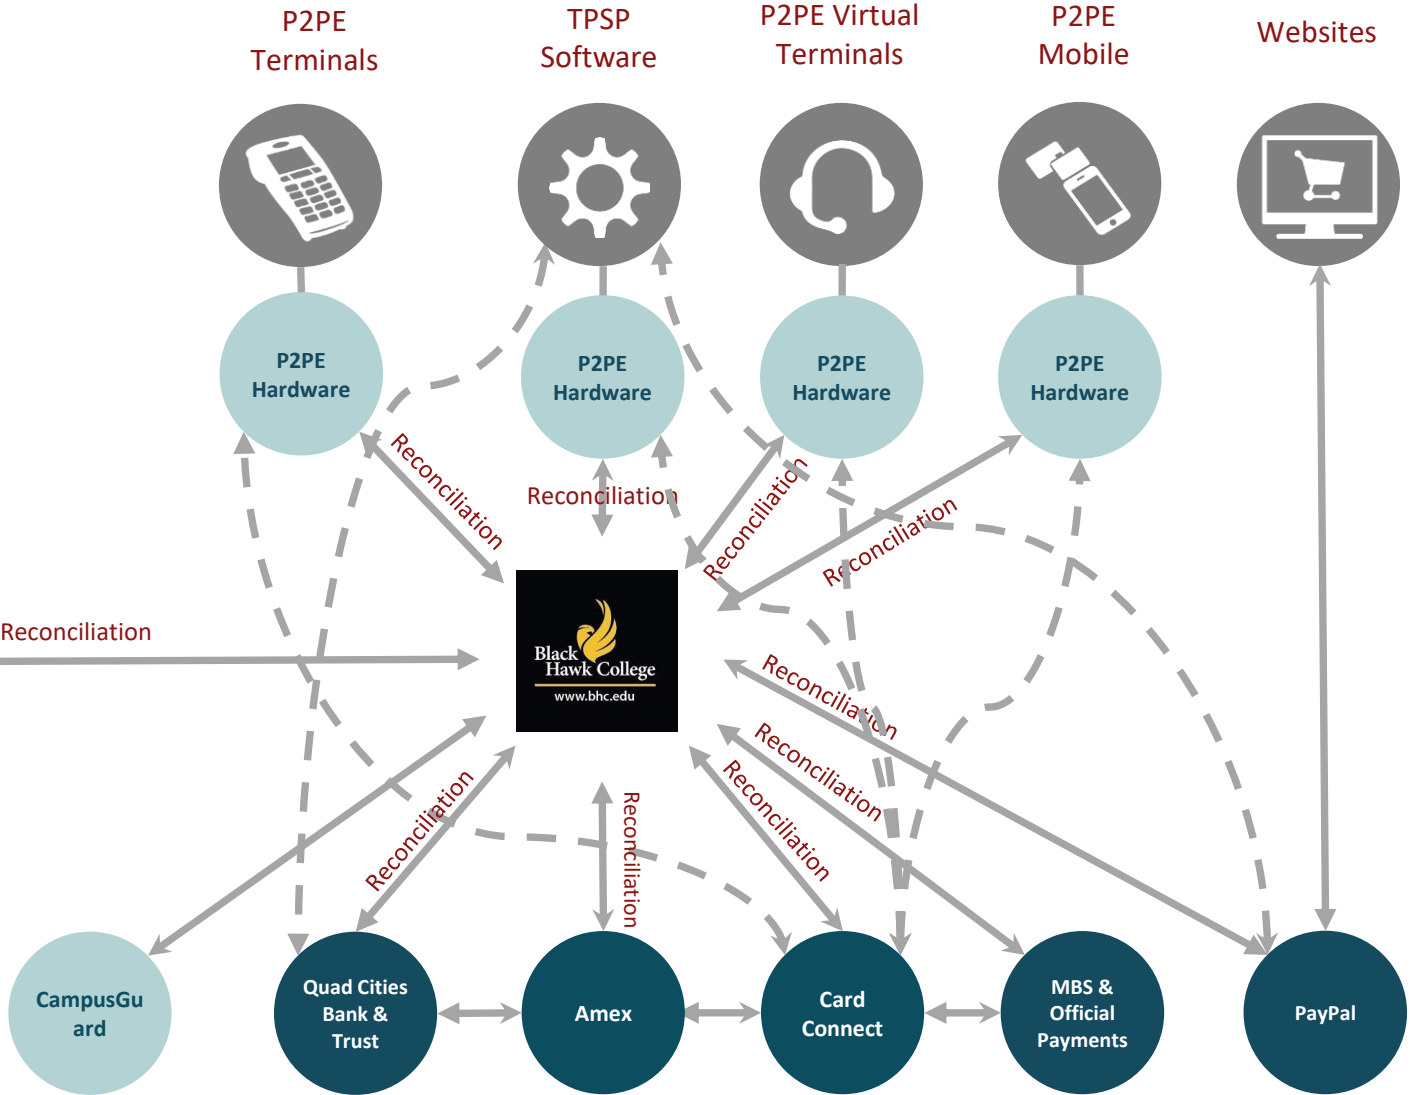 P2PE
Terminals
TPSP
Software
P2PE Virtual
Terminals
P2PE
Mobile
Websites
P2PE
Hardware
P2PE
Hardware
P2PE
Hardware
P2PE
Hardware
Reconciliation
Reconciliation
Reconciliation
Reconciliation
Reconciliation
Black
Hawk College
www.bhc.edu
Reconciliation
Reconciliation
Reconciliation
Reconciliation
Reconciliation
CampusGu
ard
Quad Cities
Bank &
Trust
Amex
Card
Connect
MBS &
Official
Payments
PayPal